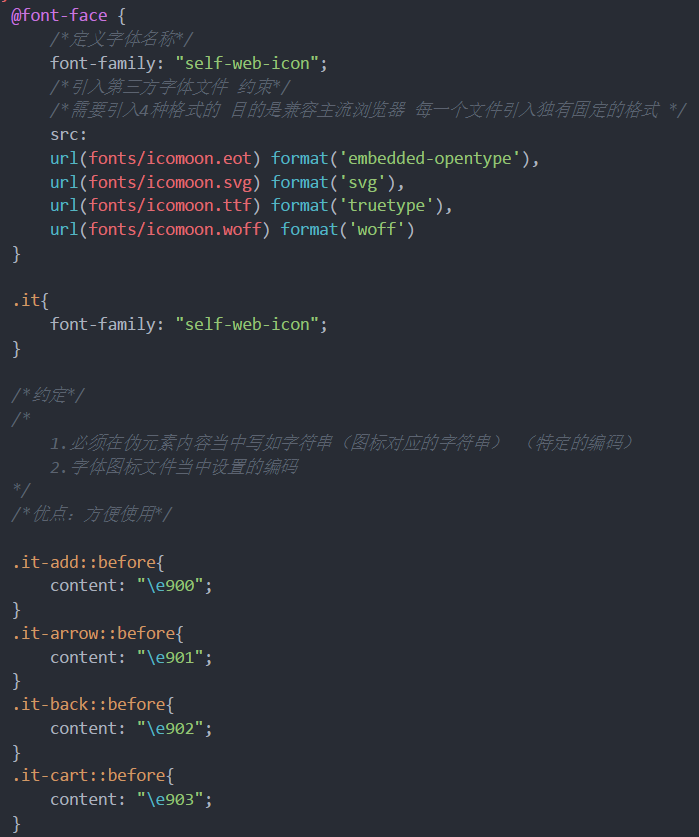 @font-face {
/*定义字体名称*/
font-family: "self-web-icon";
/*引入第三方字体文件 约束*/
/*需要引入4种格式的 目的是兼容主流浏览器 每一个文件引入独有固定的格式 */
src:
url(fonts/icomoon.eot) format('embedded-opentype'),
url(fonts/icomoon.svg) format('svg'),
url(fonts/icomoon.ttf) format('truetype'),
url(fonts/icomoon.woff) format('woff')
}
.it{
font-family: "self-web-icon";
}
/*约定*/
/*
1.必须在伪元素内容当中写如字符串（图标对应的字符串） （特定的编码）
2.字体图标文件当中设置的编码
*/
/*优点：方便使用*/
.it-add::before{
content: "\e900";
}
.it-arrow::before{
content: "\e901";
}
.it-back::before{
content: "\e902";
}
.it-cart::before{
content: "\e903";
}